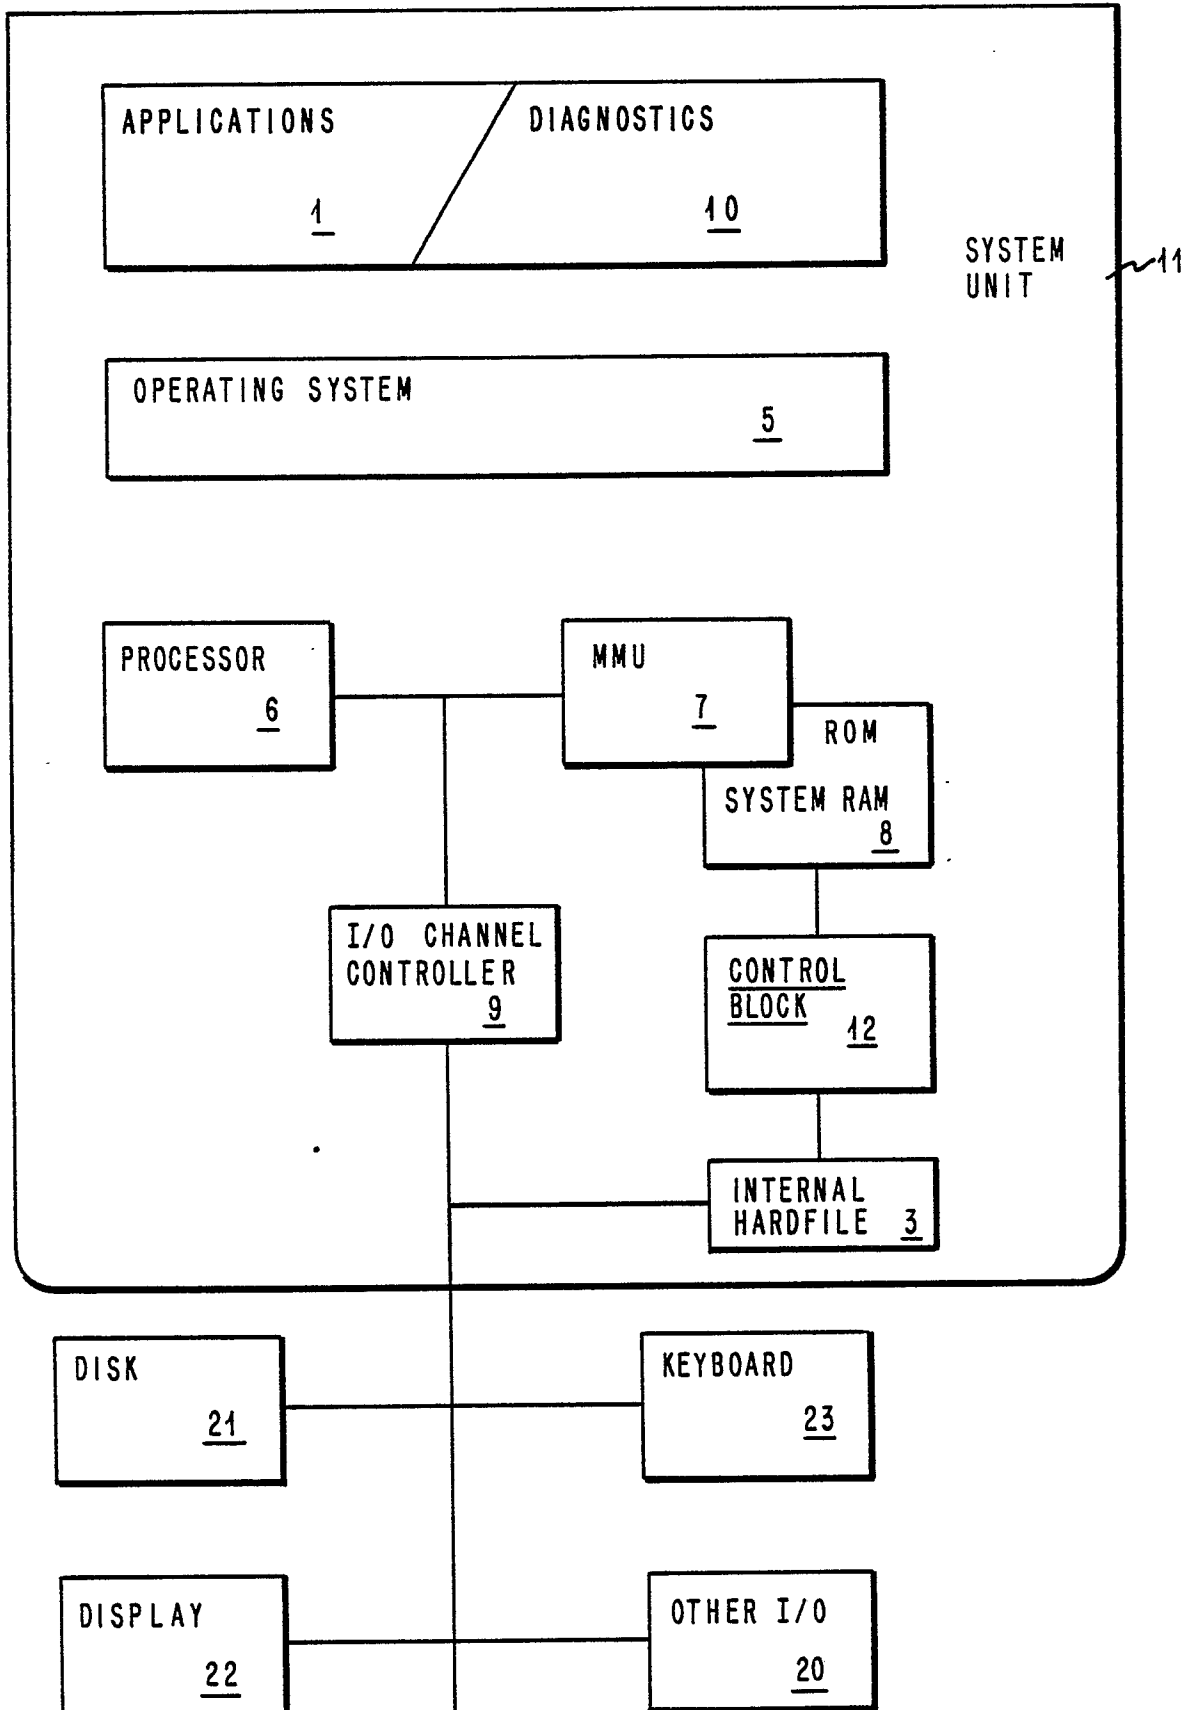 APPLICATIONS
1
DIAGNOSTICS
10
SYSTEM
UNIT
11
OPERATING SYSTEM
5
PROCESSOR
6
MMU
7
ROM
SYSTEM RAM
8
I/O CHANNEL
CONTROLLER
9
CONTROL
BLOCK
12
INTERNAL
HARDFILE 3
DISK
21
KEYBOARD
23
DISPLAY
22
OTHER I/O
20